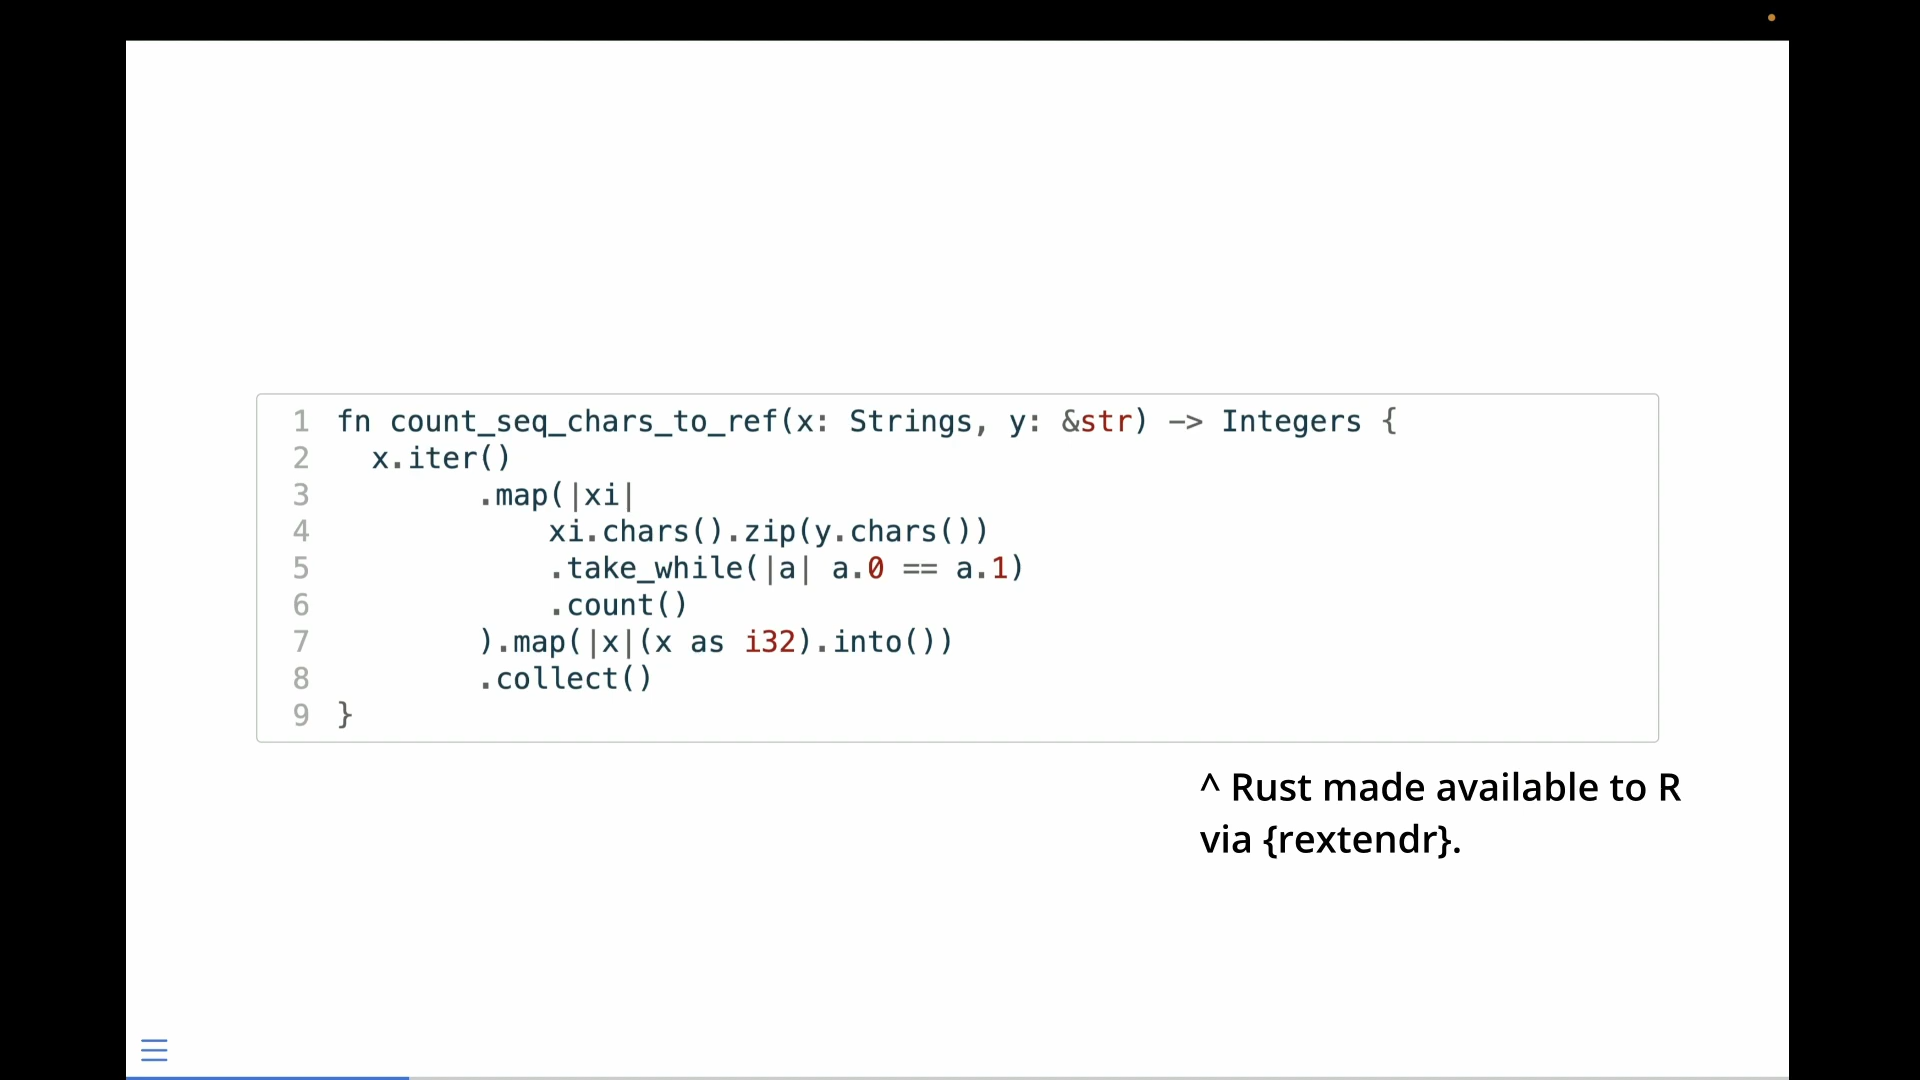 1 fn count_seq_chars_to_ref(x: Strings, y: &str) -> Integers {
2   x.iter()
3         .map(|xi|
4             xi.chars().zip(y.chars())
5             .take_while(|a| a.0 == a.1)
6             .count()
7         ).map(|x|(x as i32).into())
8         .collect()
9 }
^ Rust made available to R
via {rextendr}.